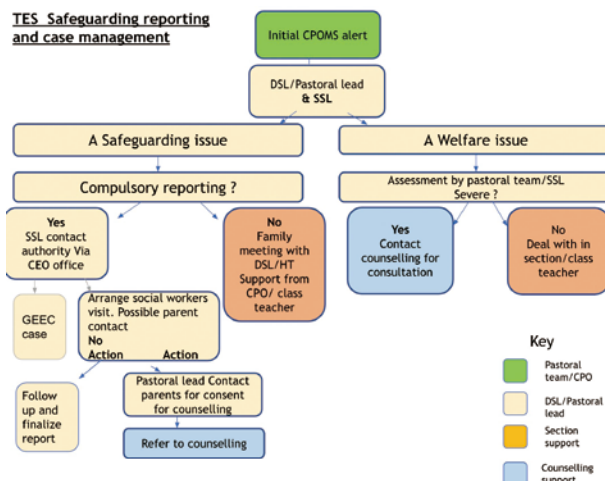 TES Safeguarding reporting
and case management
Initial CPOMS alert
DSL/Pastoral lead
& SSL
A Safeguarding issue
A Welfare issue
Compulsory reporting ?
Assessment by pastoral team/SSL
Severe ?
Yes
SSL contact
authority Via
CEO office
No
Family
meeting with
DSL/HT
Support from
CPO/ class
teacher
Yes
Contact
counselling for
consultation
No
Deal with in
section/class
teacher
GEEC
case
Arrange social workers
visit. Possible parent
contact
No
Action Action
Follow
up and
finalize
report
Pastoral lead Contact
parents for consent
for counselling
Refer to counselling
Key
Pastoral
team/CPO
DSL/Pastoral
lead
Section
support
Counselling
support